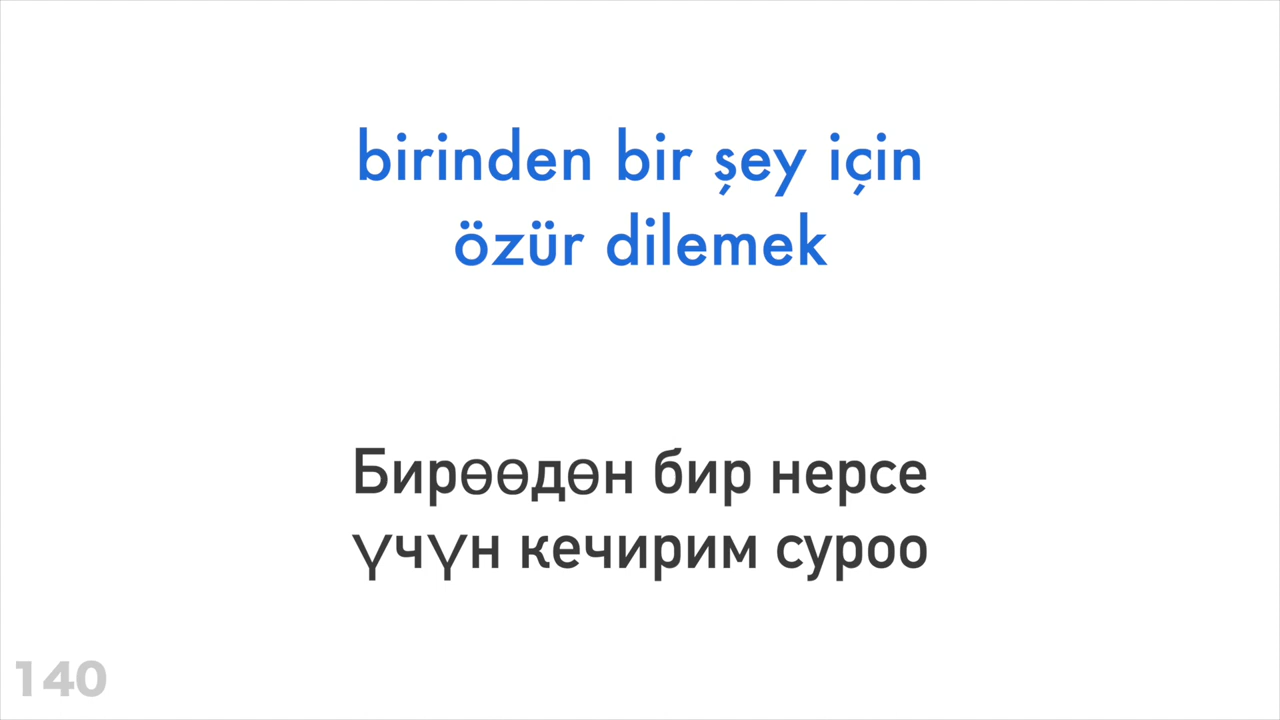 birinden bir şey için
özür dilemek
Бирөөдөн бир нерсе
үчүн кечирим суроо
140